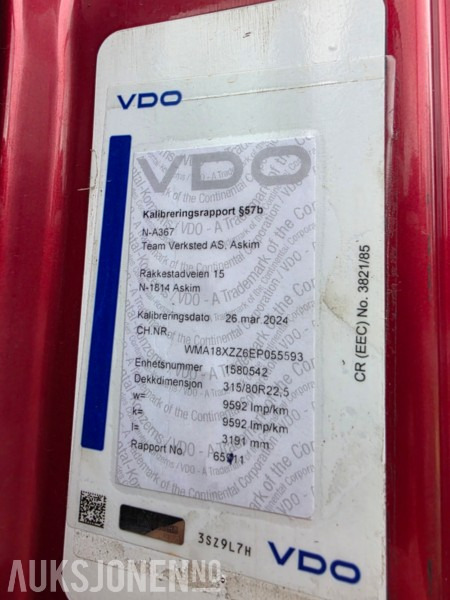 VDO
VDO
Kalibreringsrapport §57b
N-A367
Team Verksted AS, Askim
Rakkestadveien 15
N-1814 Askim
Kalibreringsdato 26 mar 2024
CH.NR.
WMA18XZZ6EP055593
Enhetsnummer 1580542
Dekkdimensjon 315/80R22,5
w= 9592 Imp/km
k= 9592 Imp/km
l= 3191 mm
Rapport No
CR (EEC) No. 3821/85
3SZ9L7H
VDO
AUKSJONEN.NO